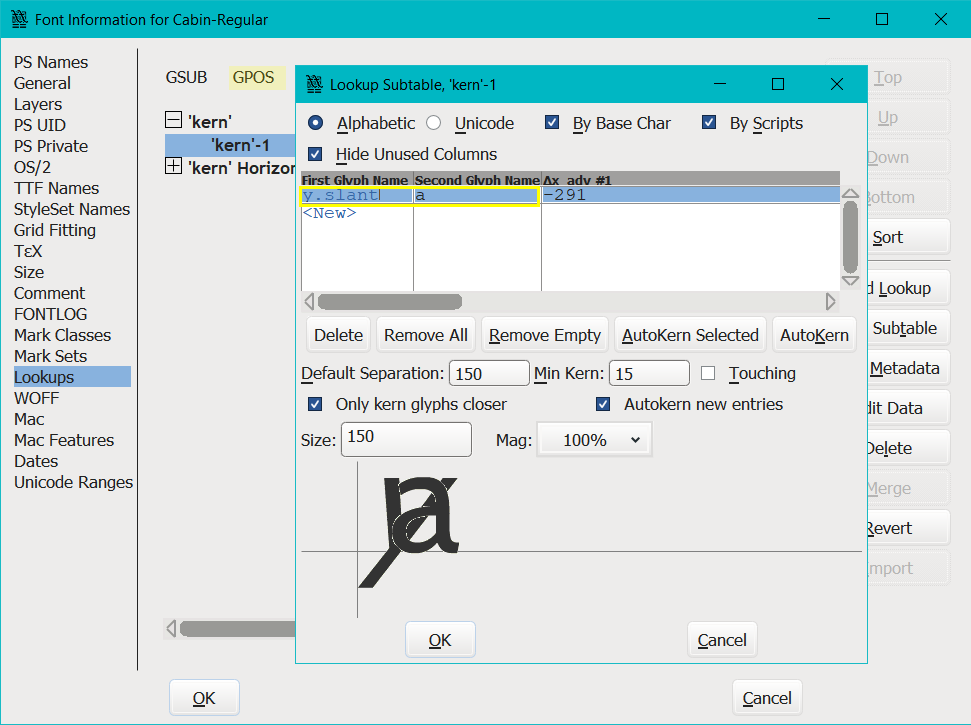 Font Information for Cabin-Regular
PS Names
General
Layers
PS UID
PS Private
OS/2
TTF Names
StyleSet Names
Grid Fitting
TεX
Size
Comment
FONTLOG
Mark Classes
Mark Sets
Lookups
WOFF
Mac
Mac Features
Dates
Unicode Ranges
GSUB GPOS
'kern'
'kern'-1
'kern' Horizon
Lookup Subtable, 'kern'-1
Alphabetic Unicode By Base Char By Scripts
Hide Unused Columns
First Glyph Name Second Glyph Name Δx_adv #1
y.slant a -291
<New>
Delete Remove All Remove Empty AutoKern Selected AutoKern
Default Separation: 150 Min Kern: 15 Touching
Only kern glyphs closer Autokern new entries
Size: 150 Mag: 100%
ya
OK Cancel
Top
Up
Down
ottom
Sort
d Lookup
Subtable
Metadata
dit Data
Delete
Merge
Revert
mport
OK Cancel